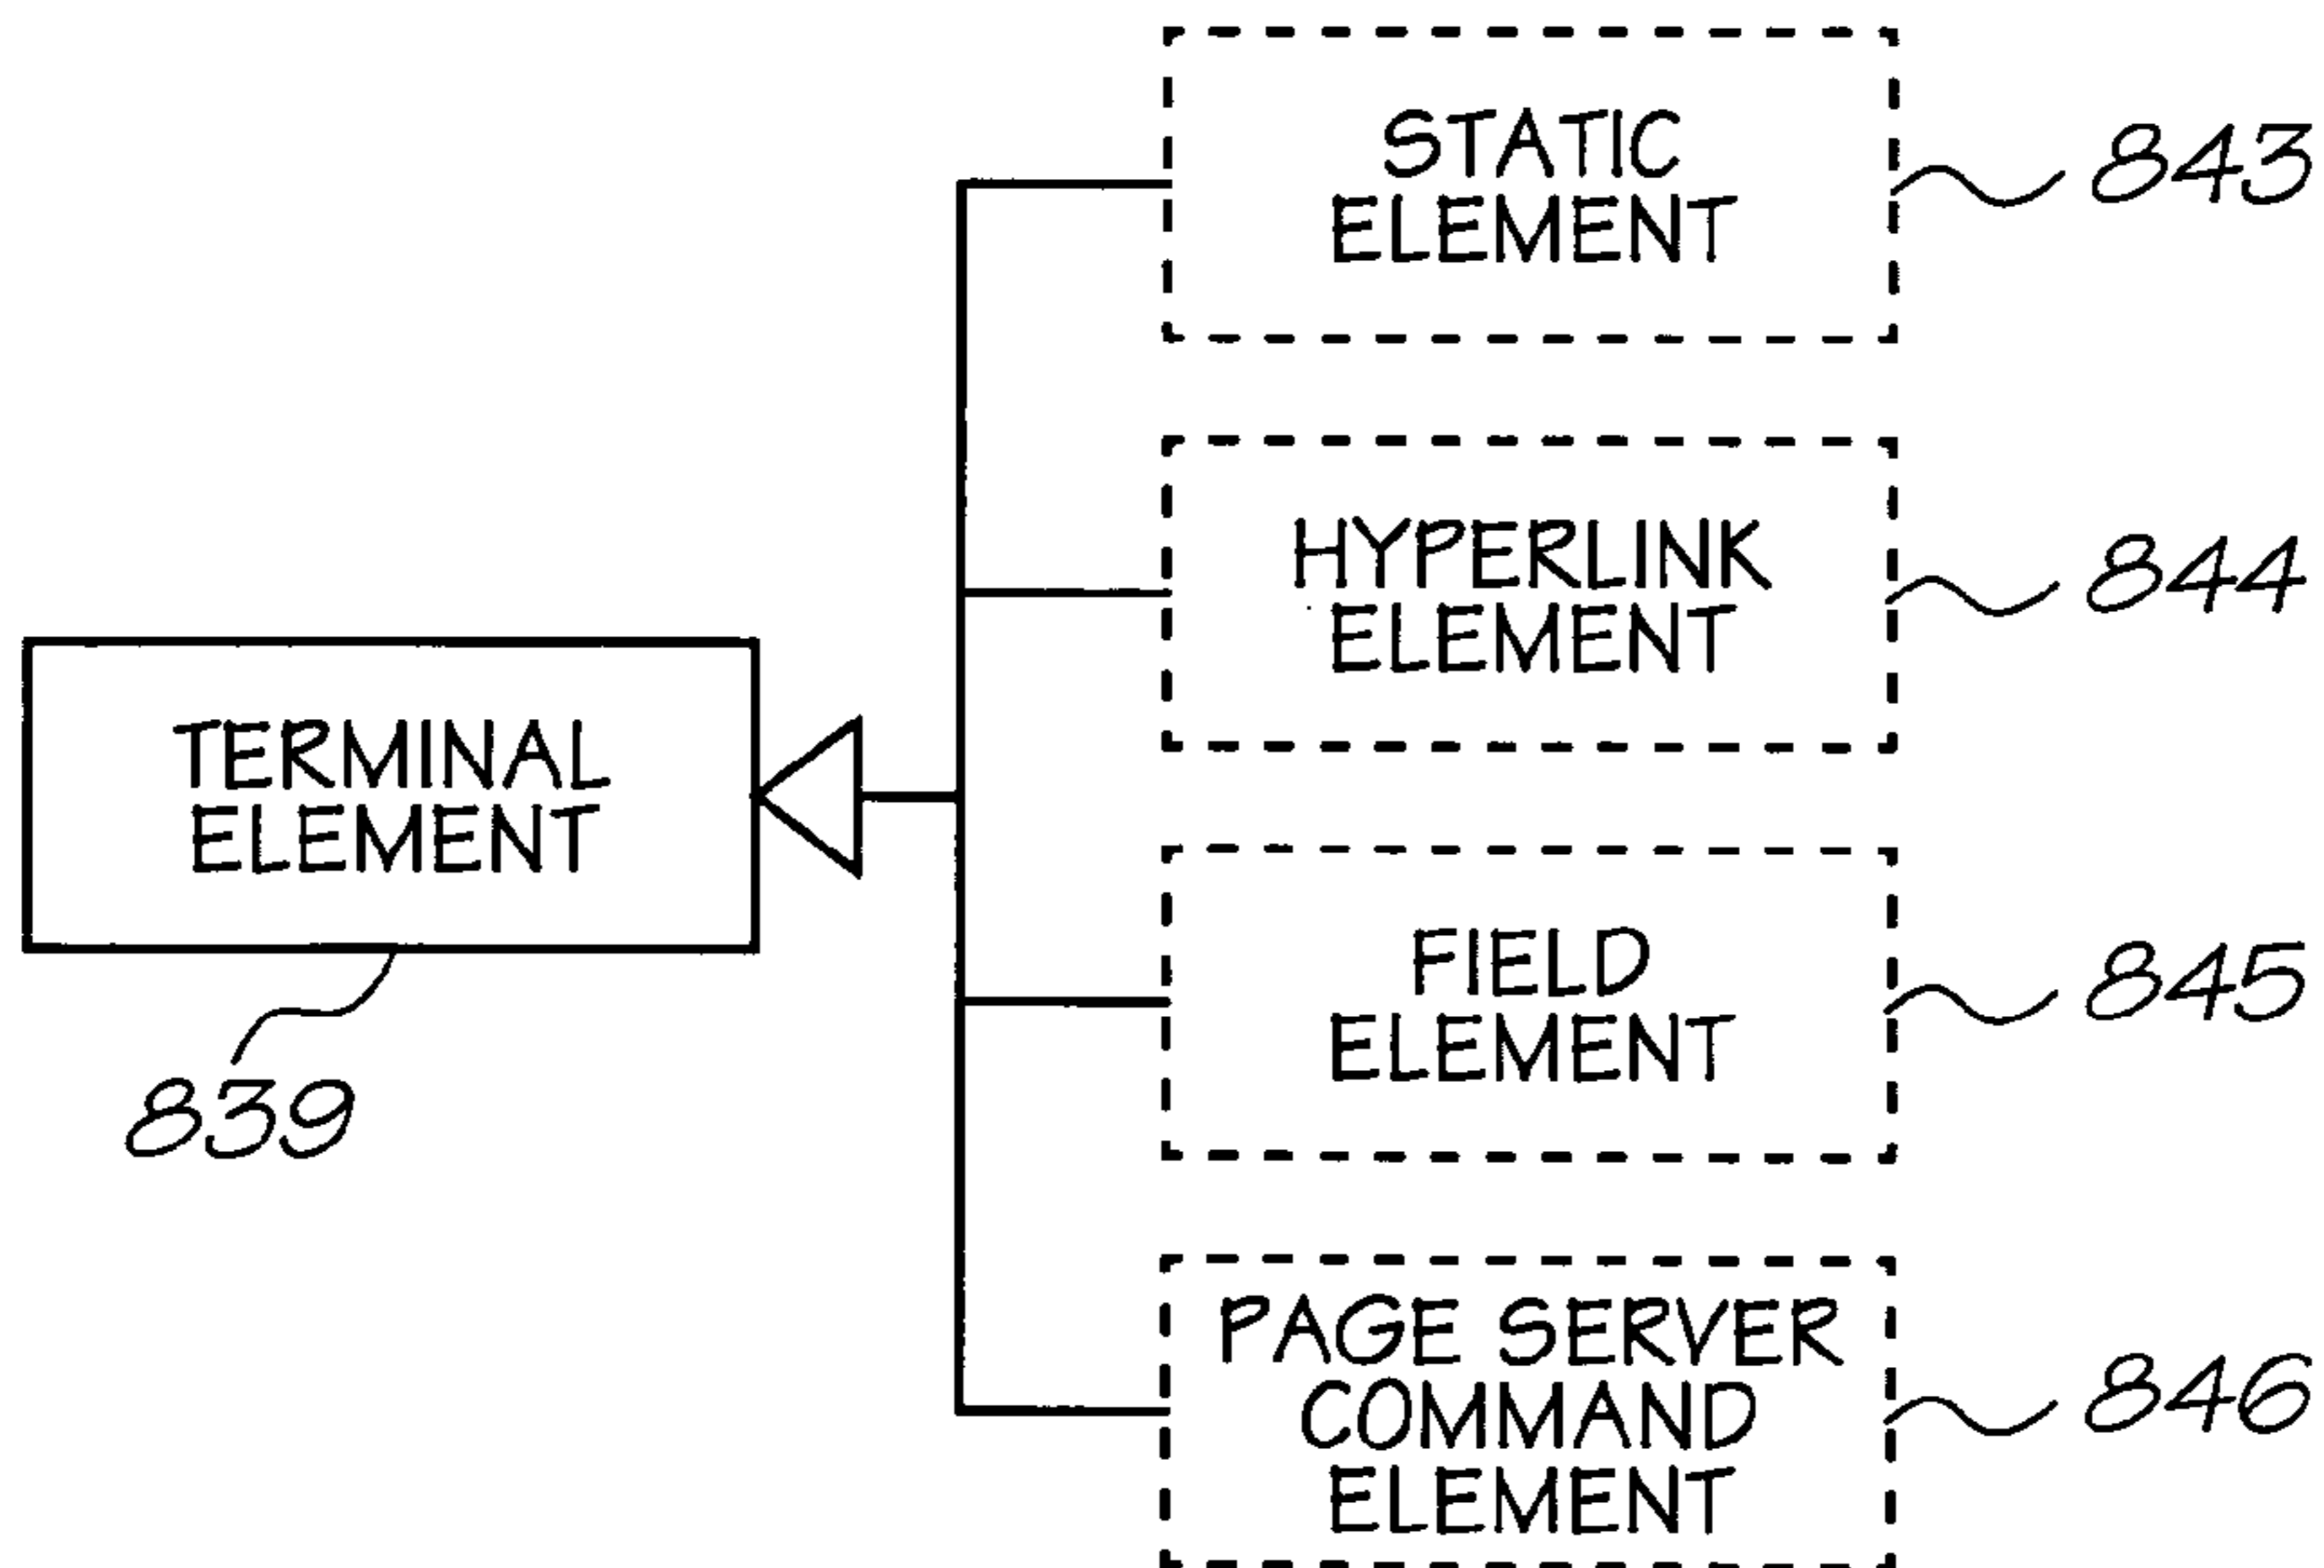 STATIC
ELEMENT
843
HYPERLINK
ELEMENT
844
TERMINAL
ELEMENT
839
FIELD
ELEMENT
845
PAGE SERVER
COMMAND
ELEMENT
846